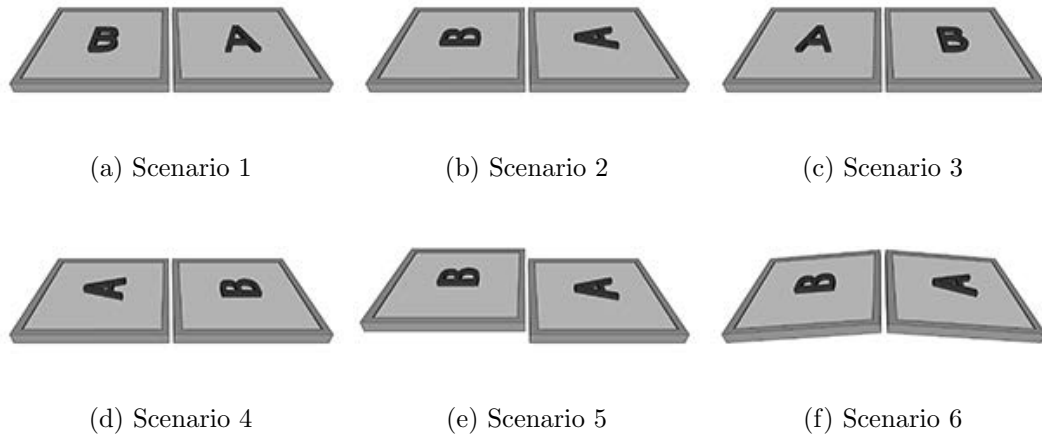 B A B A A B
(a) Scenario 1 (b) Scenario 2 (c) Scenario 3
A B B A B A
(d) Scenario 4 (e) Scenario 5 (f) Scenario 6